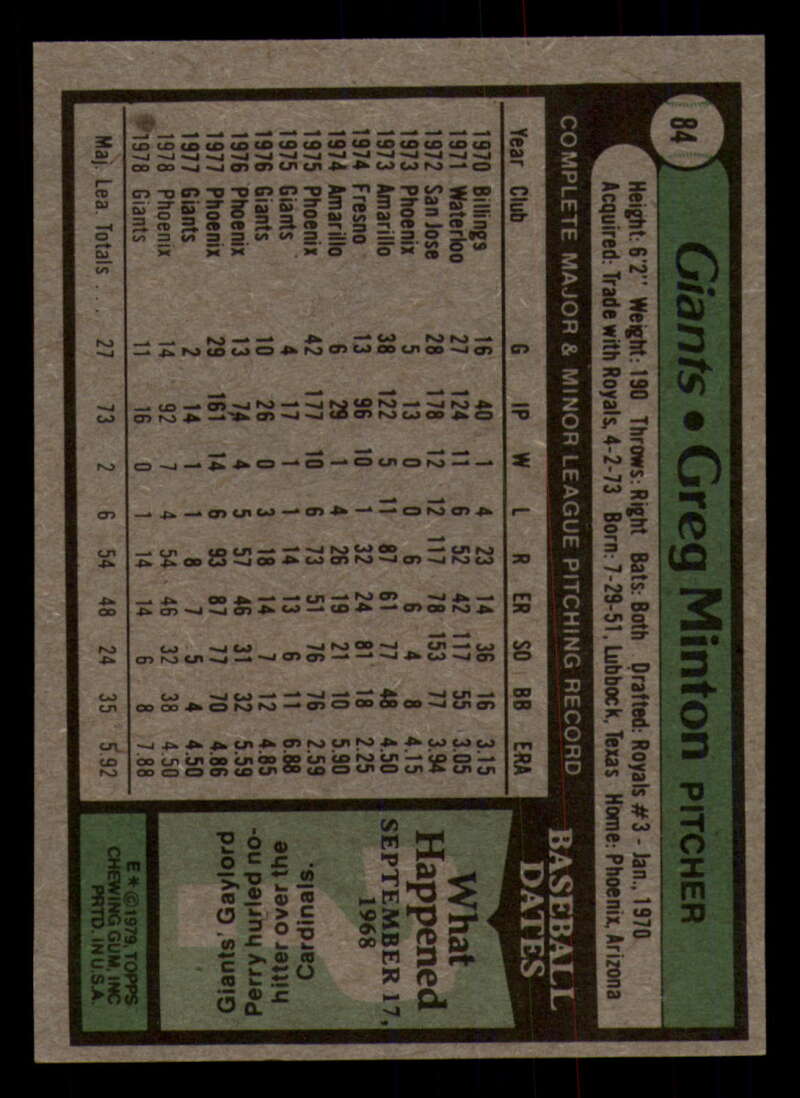 84
Giants • Greg Minton PITCHER
Height: 6'2" Weight: 190 Throws: Right Bats: Both Drafted: Royals #3 - Jan., 1970
Acquired: Trade with Royals, 4-2-73 Born: 7-29-51, Lubbock, Texas Home: Phoenix, Arizona
COMPLETE MAJOR & MINOR LEAGUE PITCHING RECORD
Year Club G IP W L R ER SO BB ERA
1970 Billings 16 40 1 4 23 14 36 16 3.15
1971 Waterloo 27 124 11 6 52 42 117 55 3.05
1972 San Jose 28 178 12 12 117 78 153 77 3.94
1973 Phoenix 5 13 0 0 6 6 4 8 4.15
1973 Amarillo 38 122 5 11 87 61 77 48 4.50
1974 Fresno 13 96 10 1 32 24 81 18 2.25
1974 Amarillo 6 29 1 4 26 19 21 10 5.90
1975 Phoenix 42 177 10 6 73 51 76 76 2.59
1975 Giants 4 17 1 1 14 13 6 11 6.88
1976 Giants 10 26 0 3 18 14 7 12 4.85
1976 Phoenix 13 74 4 5 57 46 31 32 5.59
1977 Phoenix 29 161 14 6 93 87 77 70 4.86
1977 Giants 2 14 1 1 8 7 5 4 4.50
1978 Phoenix 14 92 7 4 54 46 32 38 4.50
1978 Giants 11 16 0 1 14 14 6 8 7.88
Maj. Lea. Totals . . . 27 73 2 6 54 48 24 35 5.92
BASEBALL
DATES
What
Happened
SEPTEMBER 17,
1968
Giants' Gaylord
Perry hurled no-
hitter over the
Cardinals.
E * © 1979, TOPPS
CHEWING GUM, INC
PRTD. IN U.S.A.